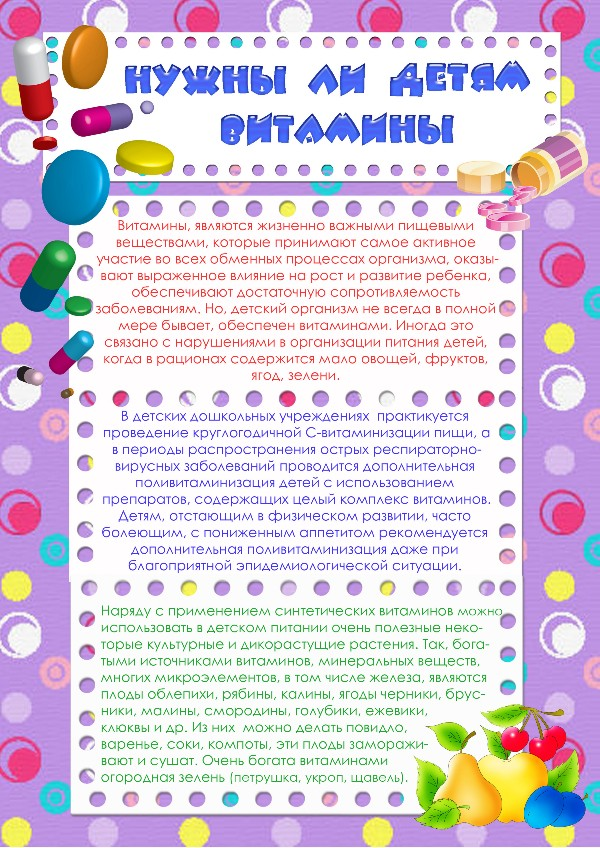 НУЖНЫ ЛИ ДЕТЯМ
ВИТАМИНЫ
Витамины, являются жизненно важными пищевыми
веществами, которые принимают самое активное
участие во всех обменных процессах организма, оказы-
вают выраженное влияние на рост и развитие ребенка,
обеспечивают достаточную сопротивляемость
заболеваниям. Но, детский организм не всегда в полной
мере бывает, обеспечен витаминами. Иногда это
связано с нарушениями в организации питания детей,
когда в рационах содержится мало овощей, фруктов,
ягод, зелени.
В детских дошкольных учреждениях практикуется
проведение круглогодичной С-витаминизации пищи, а
в периоды распространения острых респираторно-
вирусных заболеваний проводится дополнительная
поливитаминизация детей с использованием
препаратов, содержащих целый комплекс витаминов.
Детям, отстающим в физическом развитии, часто
болеющим, с пониженным аппетитом рекомендуется
дополнительная поливитаминизация даже при
благоприятной эпидемиологической ситуации.
Наряду с применением синтетических витаминов можно
использовать в детском питании очень полезные неко-
торые культурные и дикорастущие растения. Так, бога-
тыми источниками витаминов, минеральных веществ,
многих микроэлементов, в том числе железа, являются
плоды облепихи, рябины, калины, ягоды черники, брус-
ники, малины, смородины, голубики, ежевики,
клюквы и др. Из них можно делать повидло,
варенье, соки, компоты, эти плоды заморажи-
вают и сушат. Очень богата витаминами
огородная зелень (петрушка, укроп, щавель).